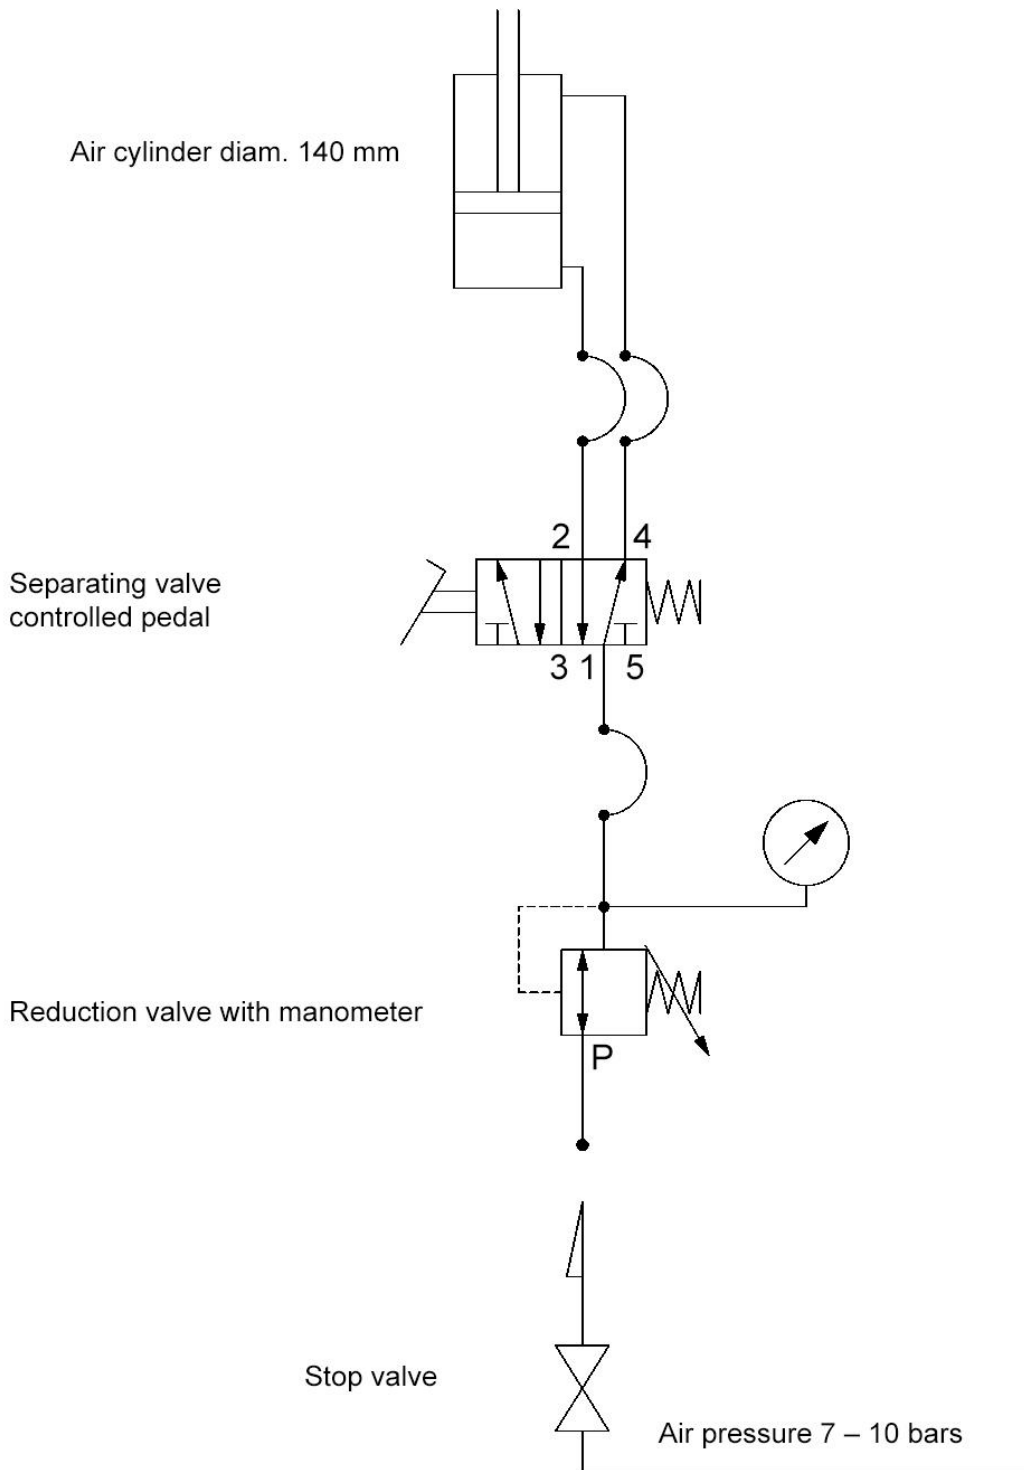 Air cylinder diam. 140 mm
2 4
Separating valve
controlled pedal
3 1 5
Reduction valve with manometer
P
Stop valve
Air pressure 7 – 10 bars